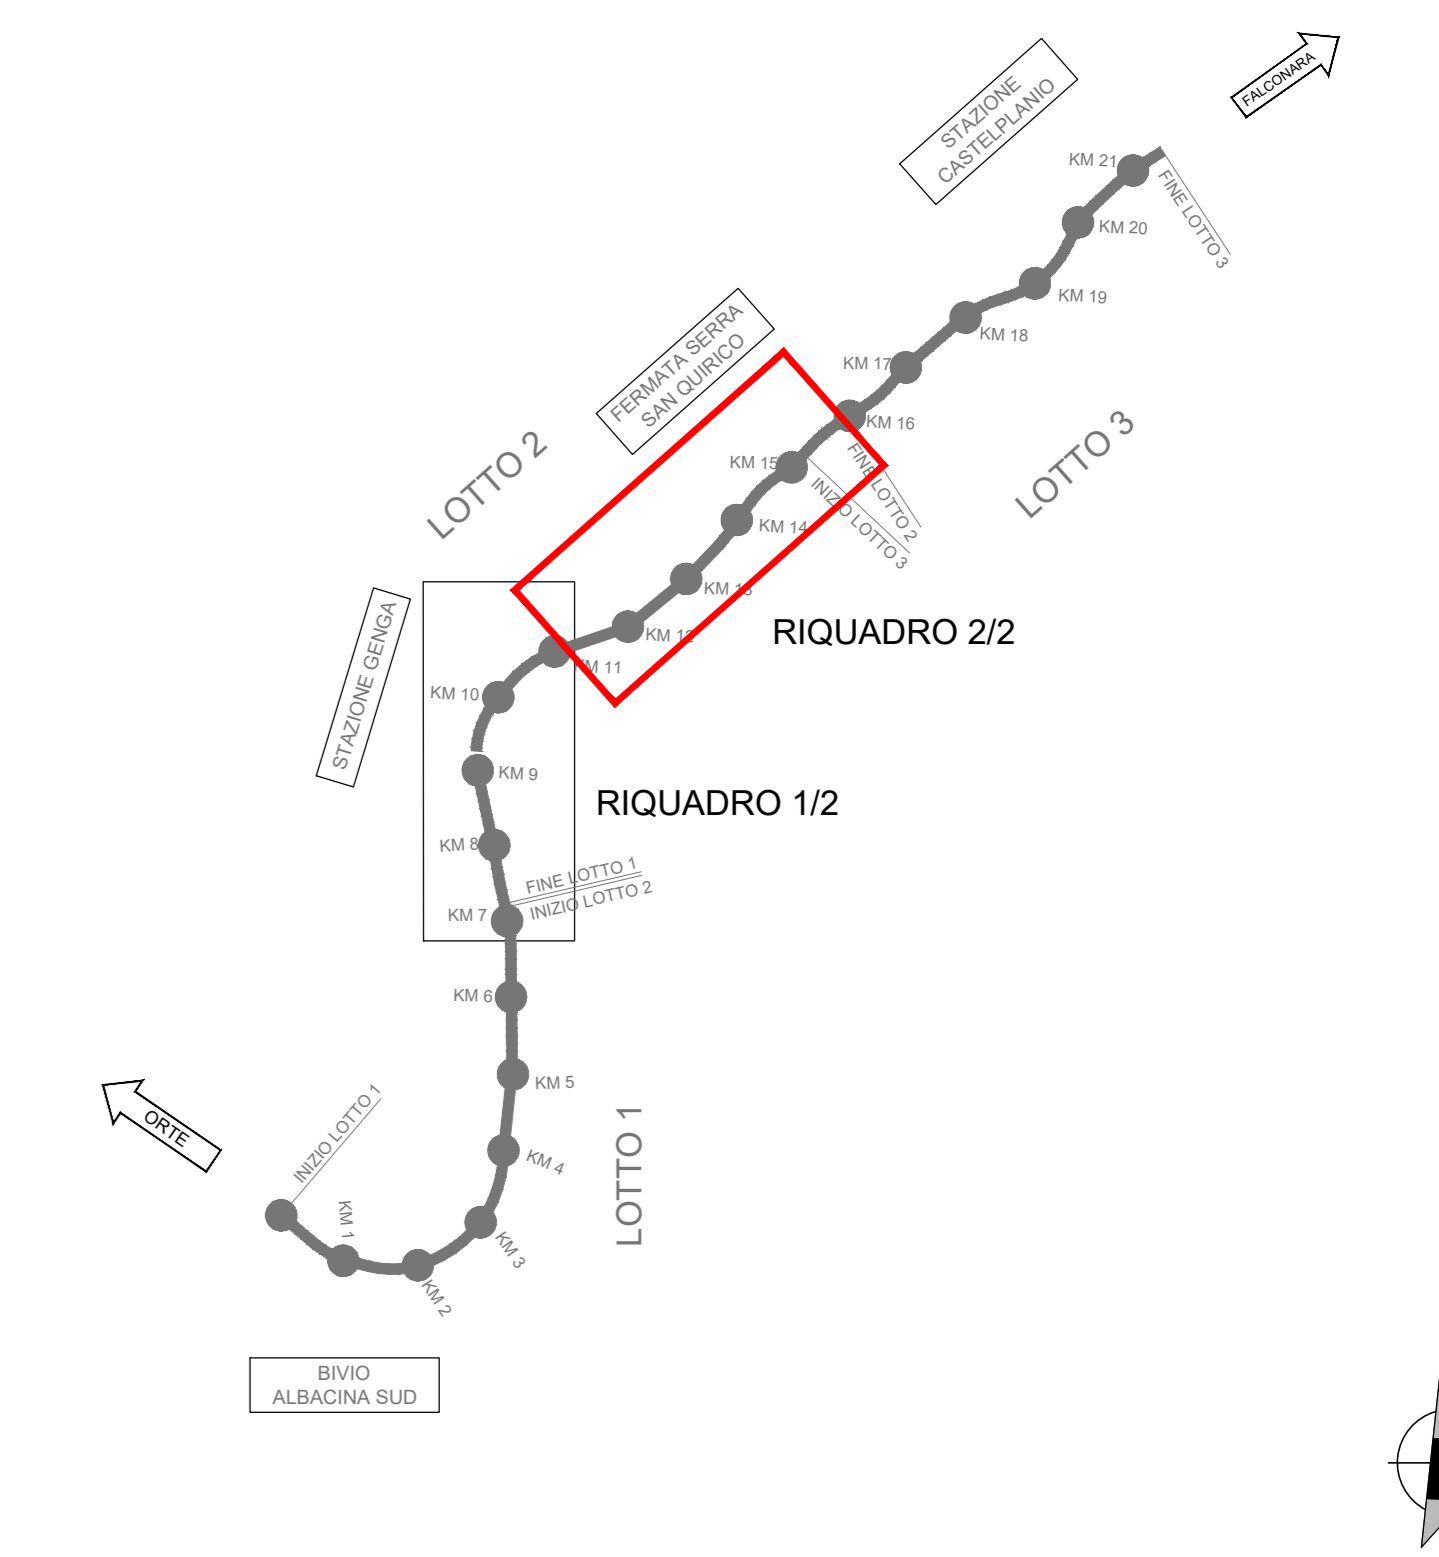 FALCONARA
STAZIONE
CASTELPLANIO
KM 21
FINE LOTTO 3
KM 20
KM 19
KM 18
FERMATA SERRA
SAN QUIRICO
KM 17
KM 16
LOTTO 3
LOTTO 2
KM 15
FINE LOTTO 2
INIZIO LOTTO 3
KM 14
KM 13
KM 12
RIQUADRO 2/2
KM 11
STAZIONE GENGA
KM 10
KM 9
RIQUADRO 1/2
KM 8
FINE LOTTO 1
INIZIO LOTTO 2
KM 7
KM 6
KM 5
ORTE
INIZIO LOTTO 1
LOTTO 1
KM 4
KM 1
KM 3
KM 2
BIVIO
ALBACINA SUD